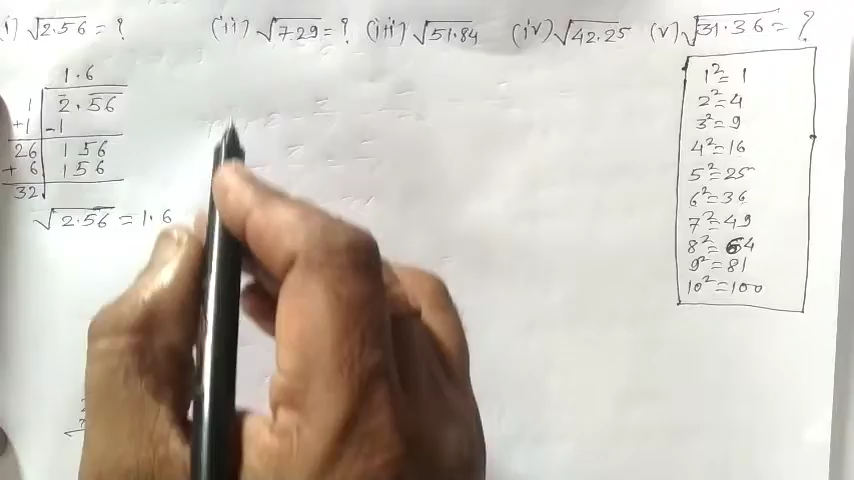 (i) √2.56 = ? (ii) √7.29 = ? (iii) √51.84 (iv) √42.25 (v) √31.36 = ?
1.6
1 2.56
+1 -1
26 156
+ 6 156
32
√2.56 = 1.6
1² = 1
2² = 4
3² = 9
4² = 16
5² = 25
6² = 36
7² = 49
8² = 64
9² = 81
10² = 100